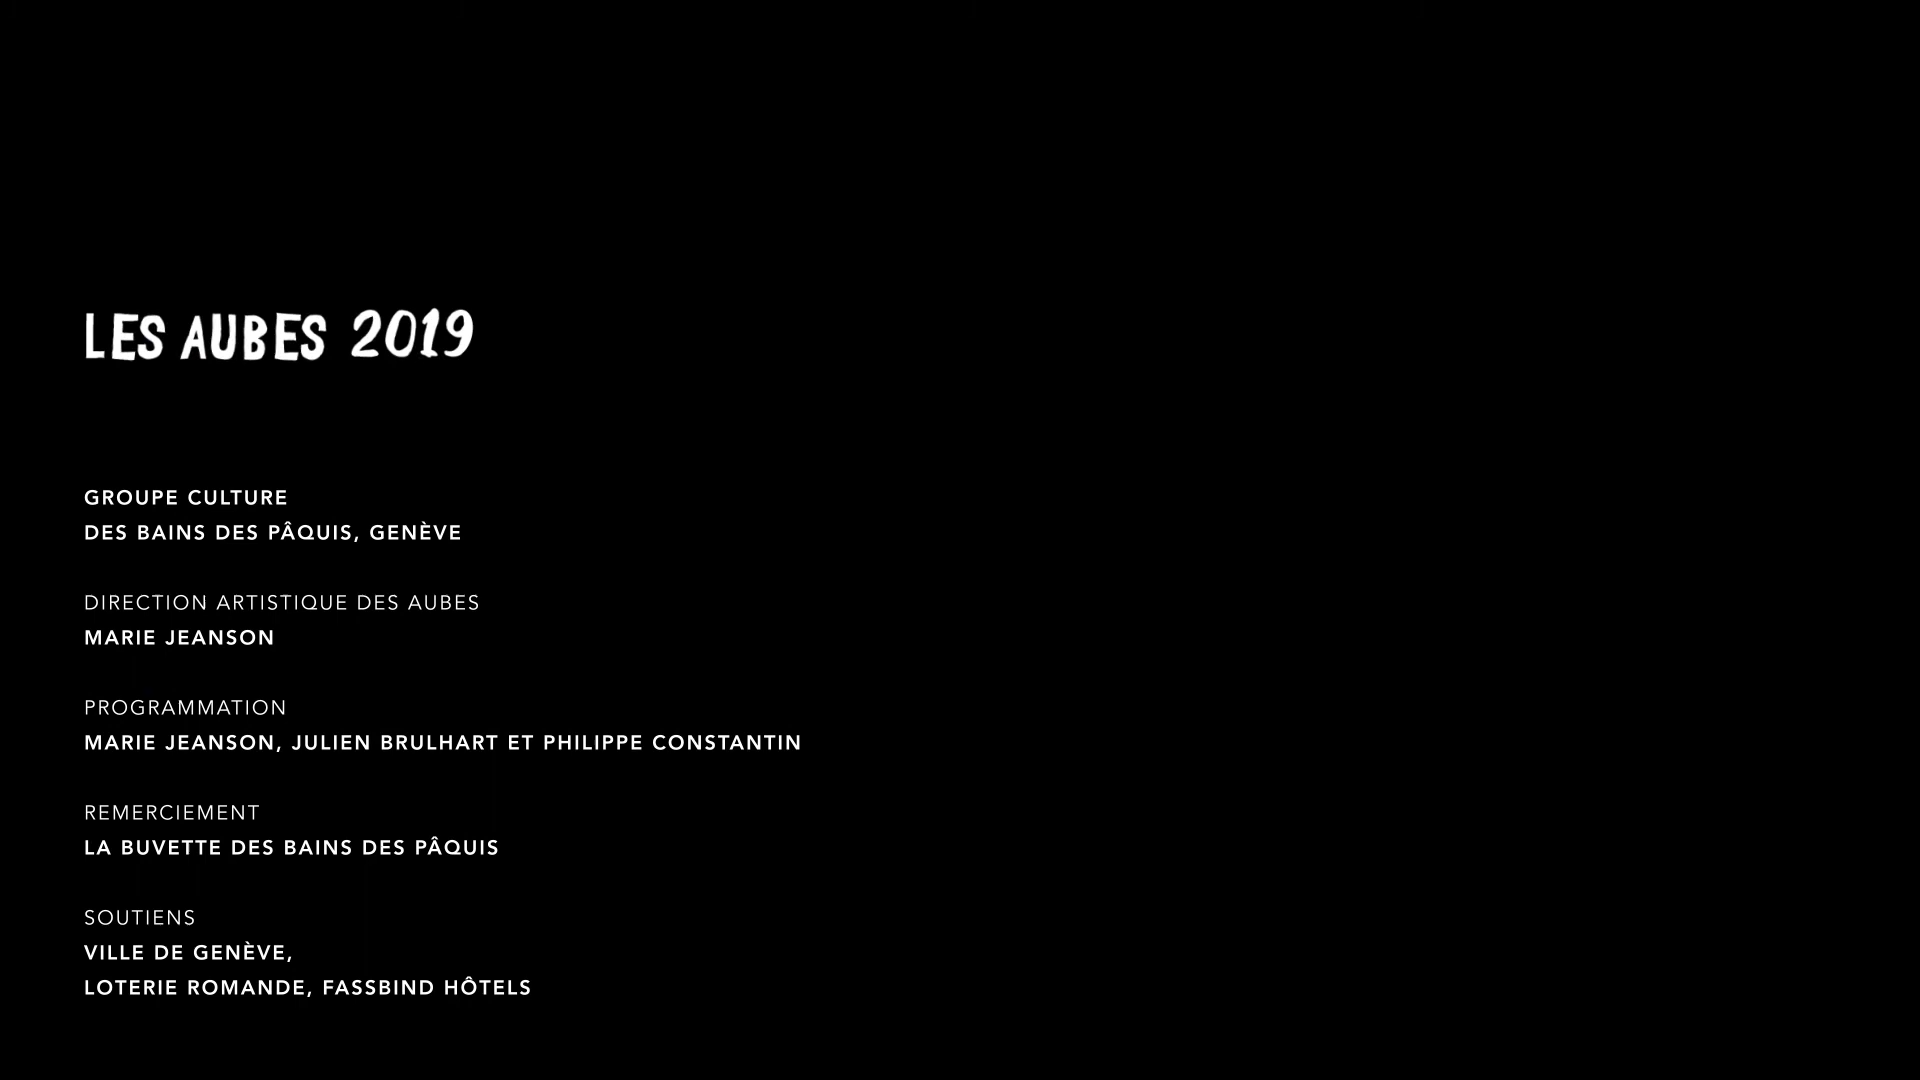 LES AUBES 2019
GROUPE CULTURE
DES BAINS DES PÂQUIS, GENÈVE
DIRECTION ARTISTIQUE DES AUBES
MARIE JEANSON
PROGRAMMATION
MARIE JEANSON, JULIEN BRULHART ET PHILIPPE CONSTANTIN
REMERCIEMENT
LA BUVETTE DES BAINS DES PÂQUIS
SOUTIENS
VILLE DE GENÈVE,
LOTERIE ROMANDE, FASSBIND HÔTELS